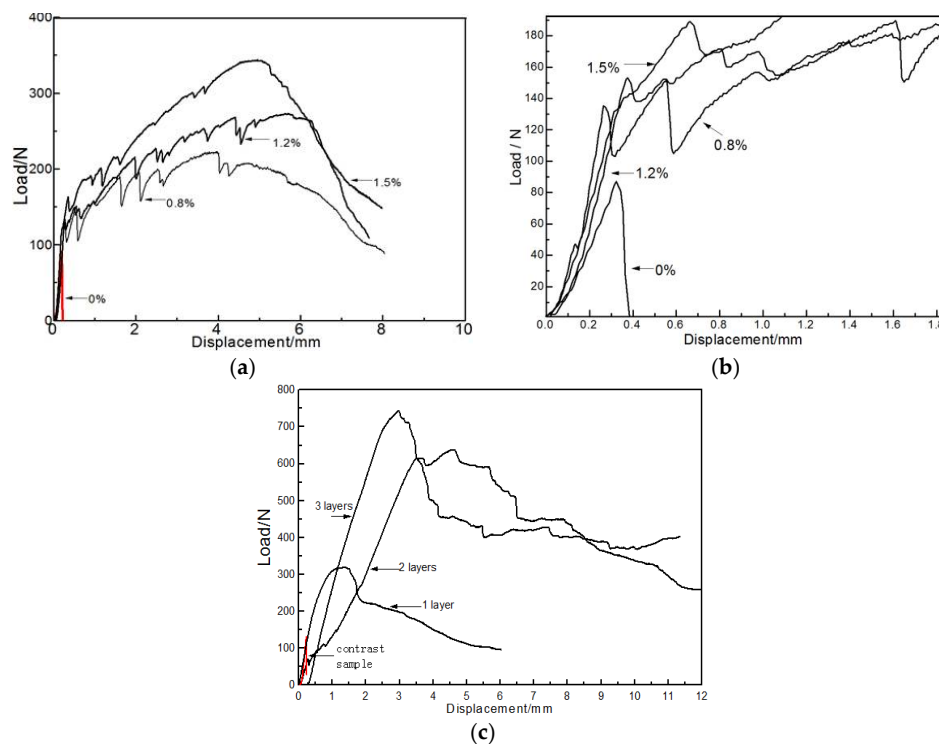 400
300
200
100
0
Load/N
1.2%
1.5%
0.8%
0%
0 2 4 6 8 10
Displacement/mm
(a)
180
160
140
120
100
80
60
40
20
Load / N
1.5%
0.8%
1.2%
0%
0.0 0.2 0.4 0.6 0.8 1.0 1.2 1.4 1.6 1.8
Displacement/mm
(b)
800
700
600
500
400
300
200
100
0
Load/N
3 layers
2 layers
1 layer
contrast
sample
0 1 2 3 4 5 6 7 8 9 10 11 12
Displacement/mm
(c)